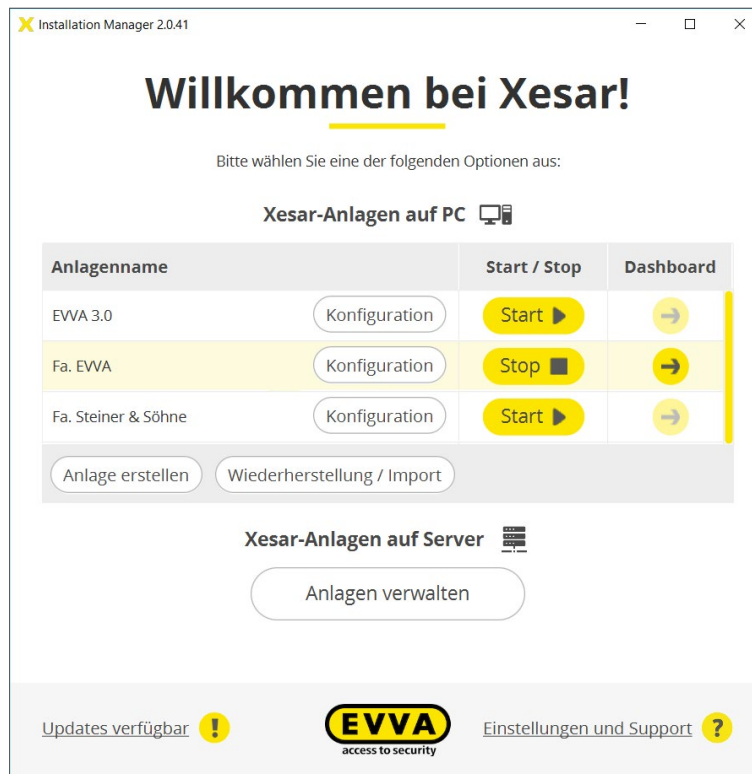 Installation Manager 2.0.41
Willkommen bei Xesar!
Bitte wählen Sie eine der folgenden Optionen aus:
Xesar-Anlagen auf PC
Anlagenname Start / Stop Dashboard
EVVA 3.0 Konfiguration Start
Fa. EVVA Konfiguration Stop
Fa. Steiner & Söhne Konfiguration Start
Anlage erstellen Wiederherstellung / Import
Xesar-Anlagen auf Server
Anlagen verwalten
Updates verfügbar ! EVVA Einstellungen und Support ?
access to security